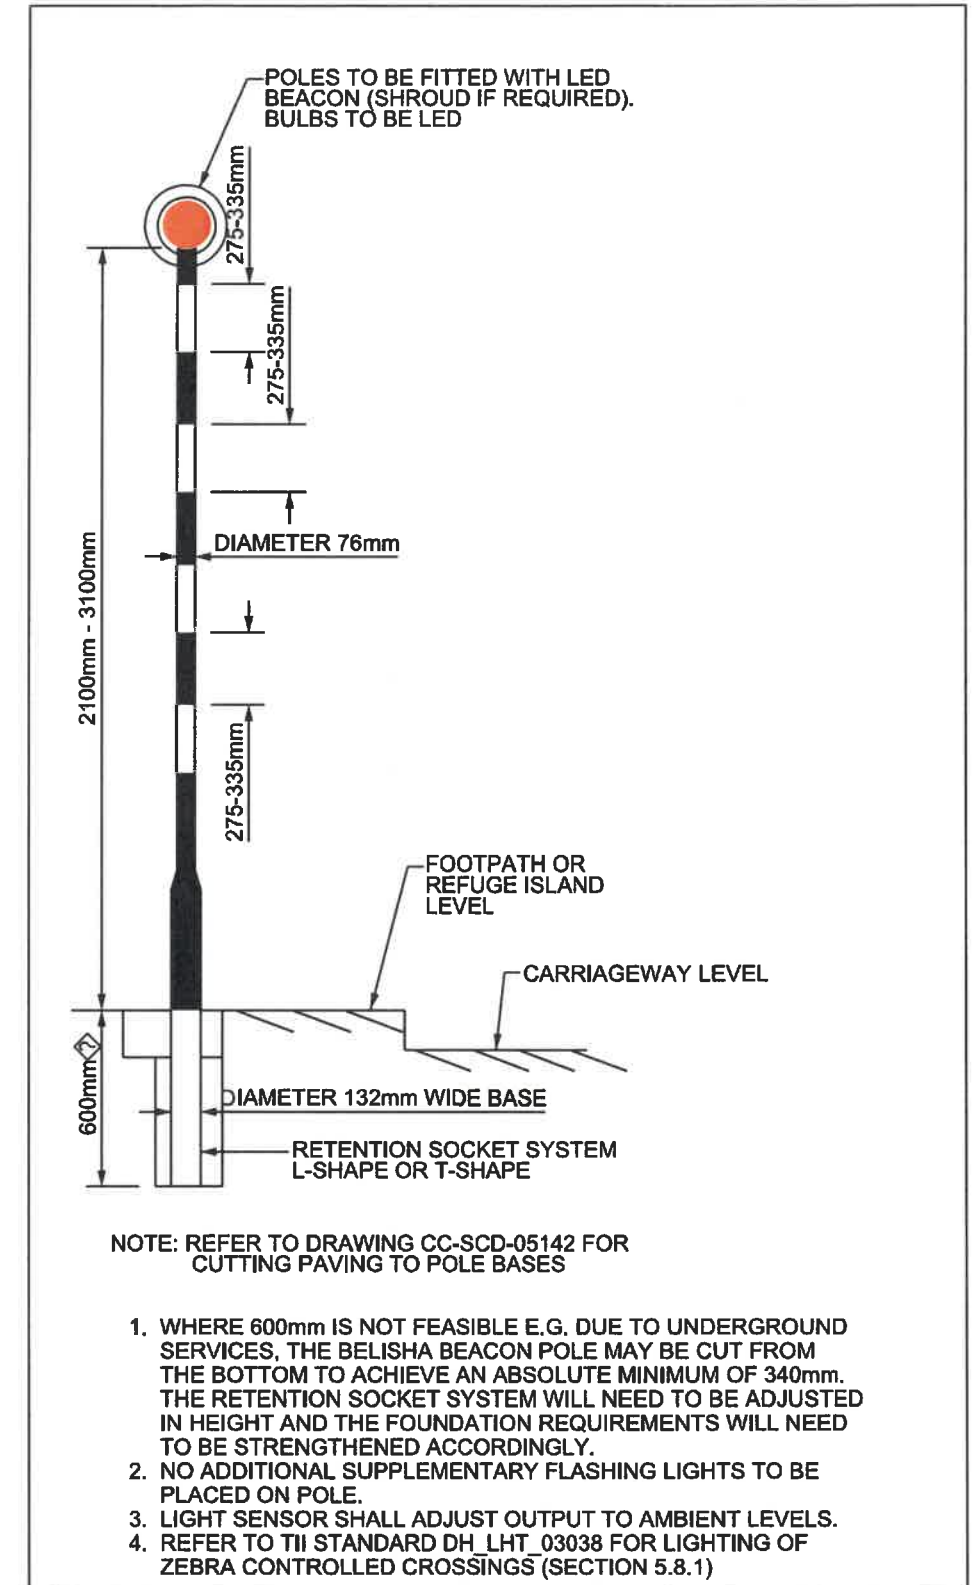 POLES TO BE FITTED WITH LED
BEACON (SHROUD IF REQUIRED).
BULBS TO BE LED
275-335mm
275-335mm
DIAMETER 76mm
2100mm - 3100mm
275-335mm
FOOTPATH OR
REFUGE ISLAND
LEVEL
CARRIAGEWAY LEVEL
600mm ?
DIAMETER 132mm WIDE BASE
RETENTION SOCKET SYSTEM
L-SHAPE OR T-SHAPE
NOTE: REFER TO DRAWING CC-SCD-05142 FOR
CUTTING PAVING TO POLE BASES
1. WHERE 600mm IS NOT FEASIBLE E.G. DUE TO UNDERGROUND
SERVICES, THE BELISHA BEACON POLE MAY BE CUT FROM
THE BOTTOM TO ACHIEVE AN ABSOLUTE MINIMUM OF 340mm.
THE RETENTION SOCKET SYSTEM WILL NEED TO BE ADJUSTED
IN HEIGHT AND THE FOUNDATION REQUIREMENTS WILL NEED
TO BE STRENGTHENED ACCORDINGLY.
2. NO ADDITIONAL SUPPLEMENTARY FLASHING LIGHTS TO BE
PLACED ON POLE.
3. LIGHT SENSOR SHALL ADJUST OUTPUT TO AMBIENT LEVELS.
4. REFER TO TII STANDARD DH_LHT_03038 FOR LIGHTING OF
ZEBRA CONTROLLED CROSSINGS (SECTION 5.8.1)